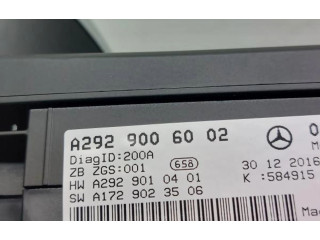 A292 900 60 02
DiagID:200A
ZB ZGS:001 658 30 12 2016
HW A292 901 04 01 K :584915
SW A172 902 35 06